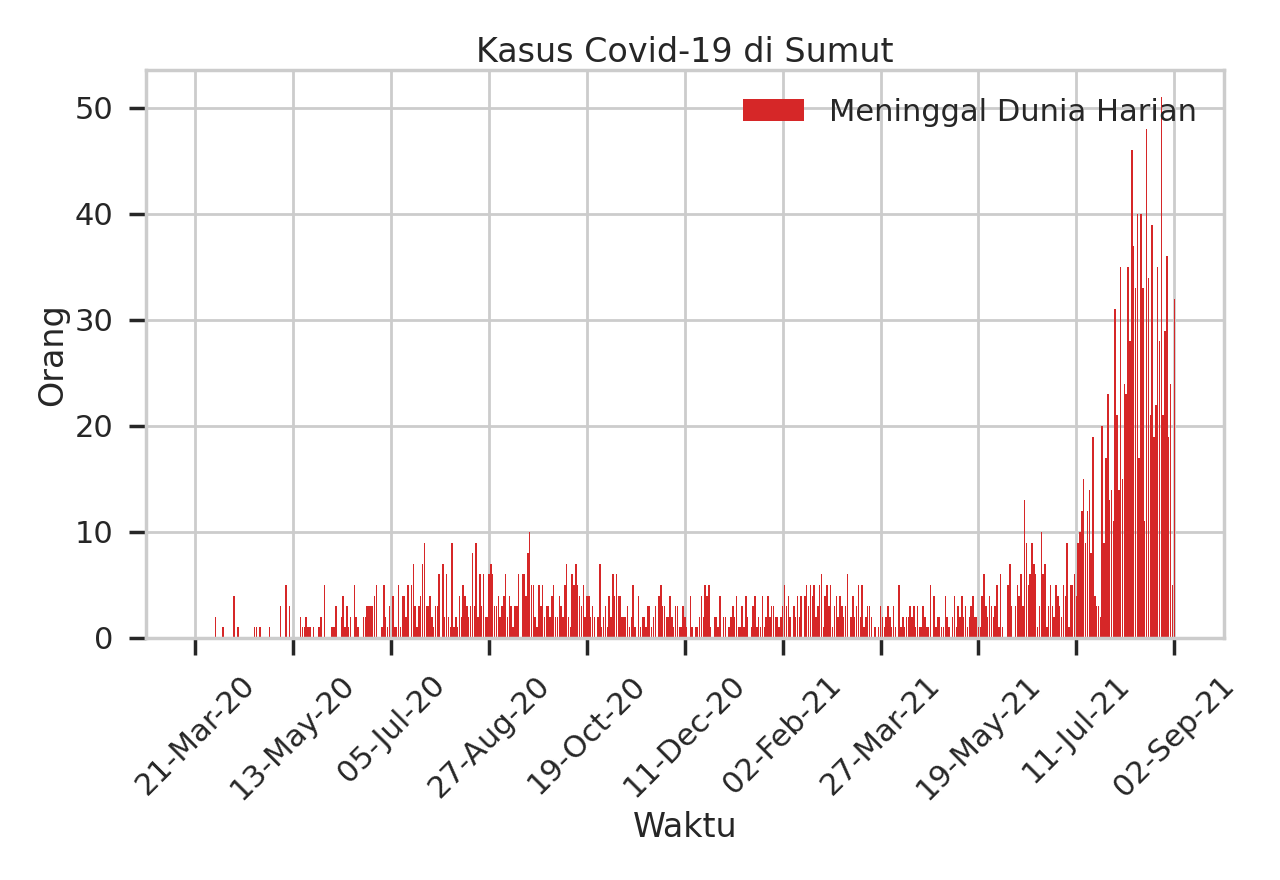 Kasus Covid-19 di Sumut
Meninggal Dunia Harian
Orang
50
40
30
20
10
0
21-Mar-20
13-May-20
05-Jul-20
27-Aug-20
19-Oct-20
11-Dec-20
02-Feb-21
27-Mar-21
19-May-21
11-Jul-21
02-Sep-21
Waktu